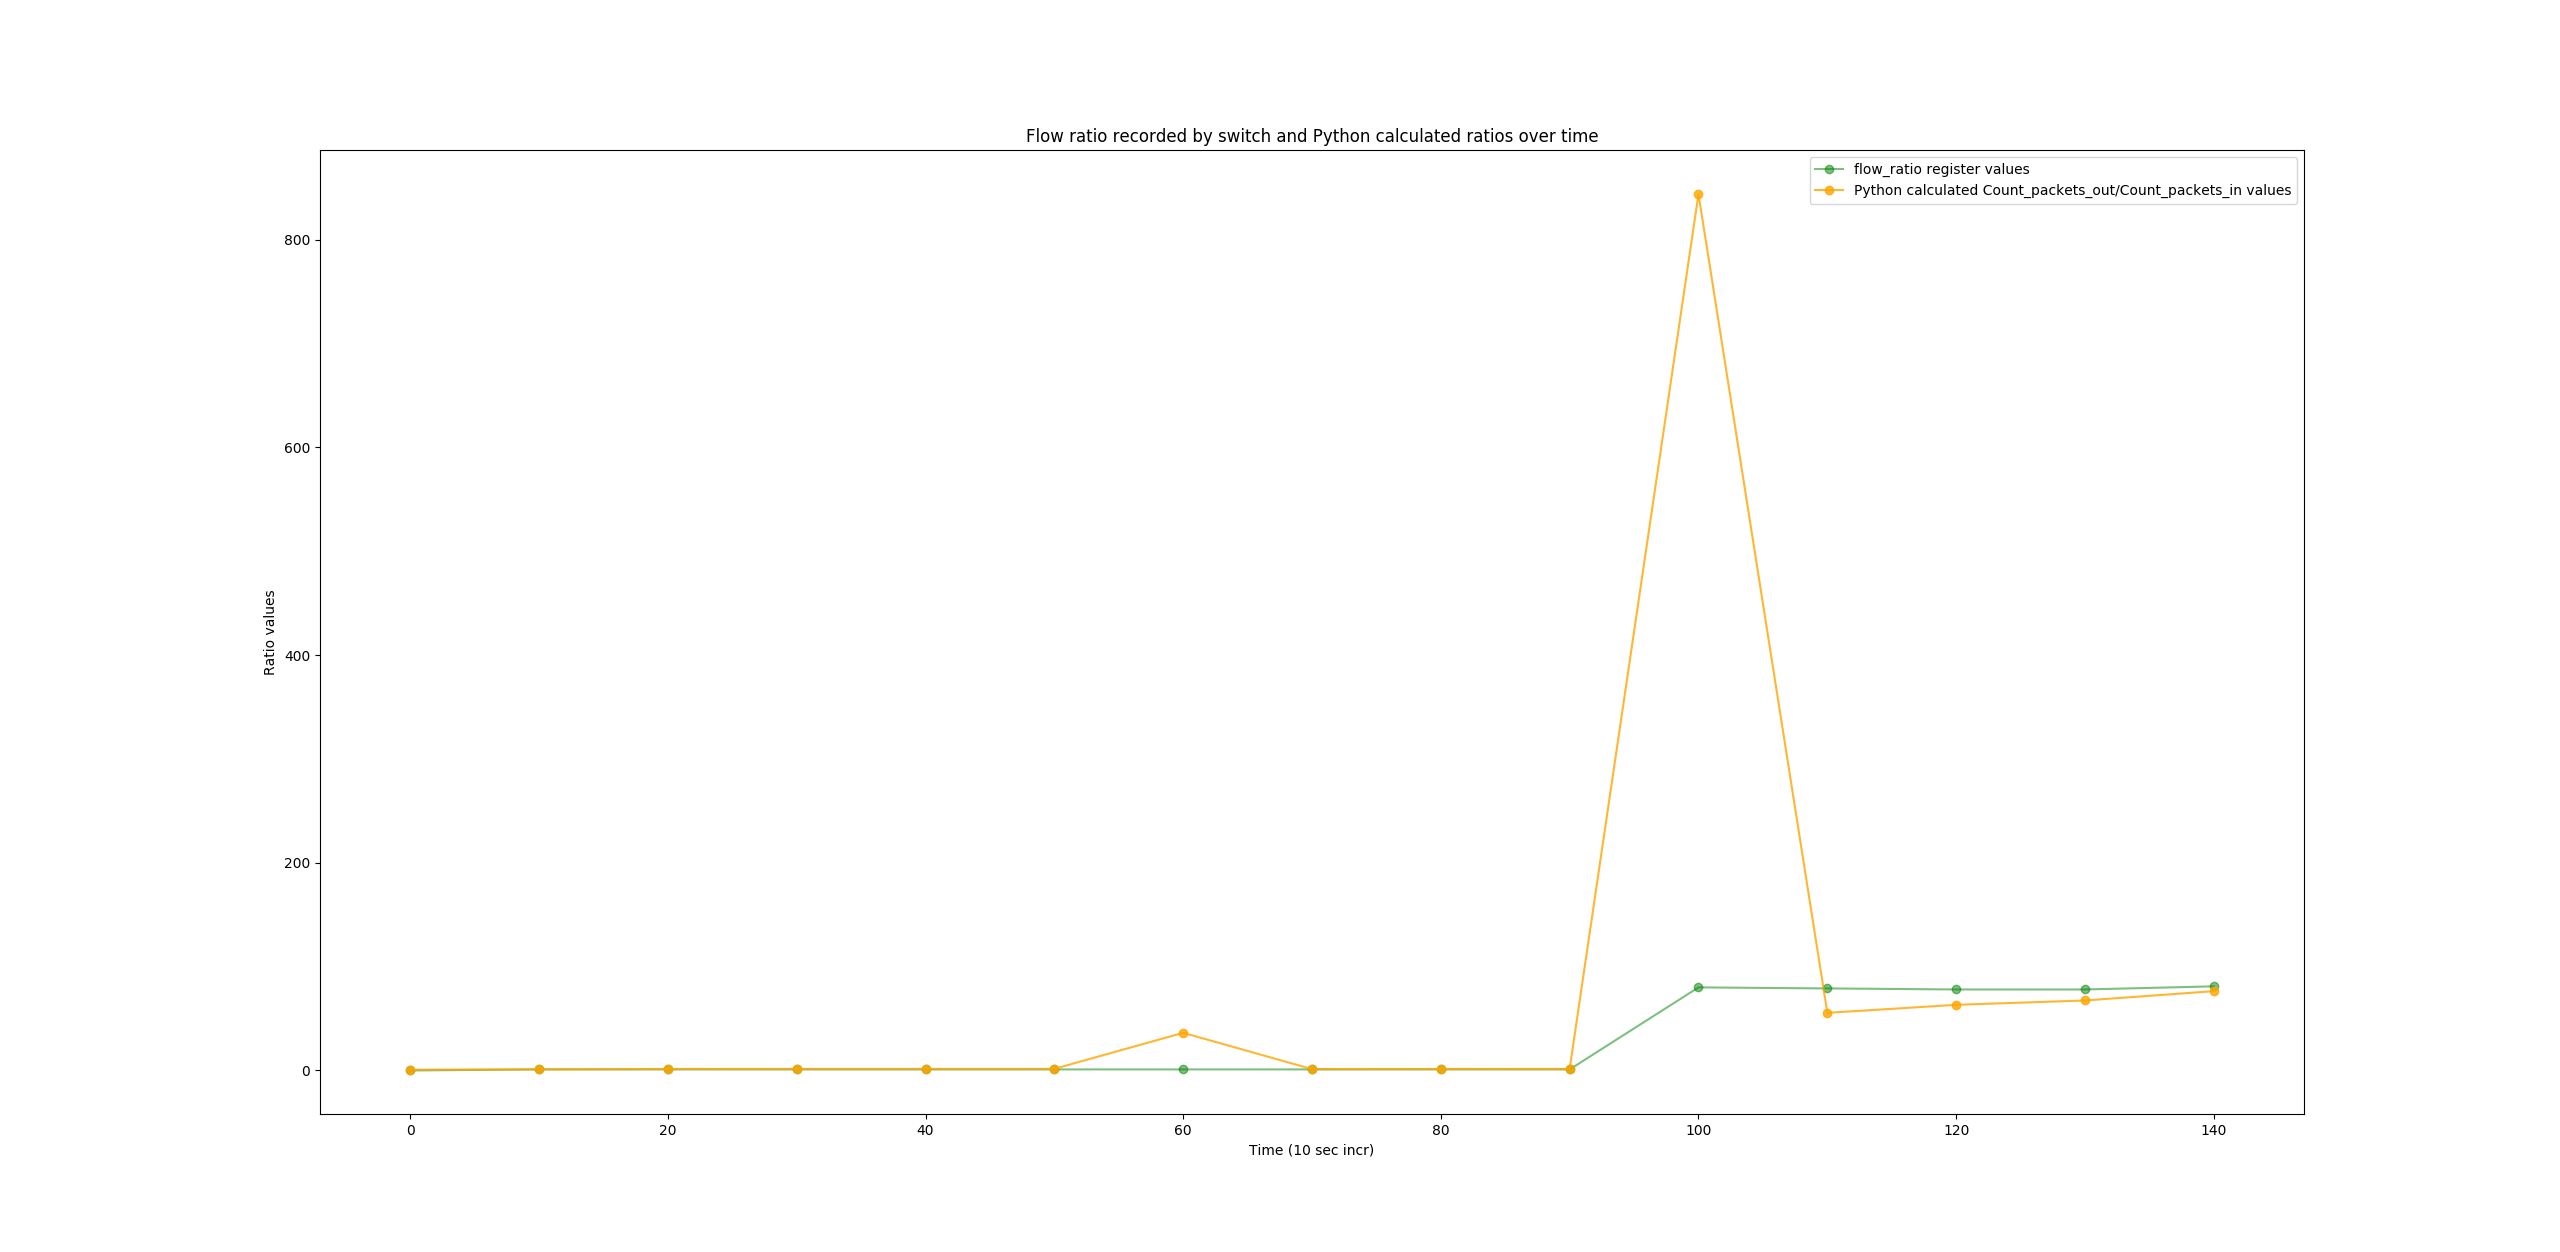 Flow ratio recorded by switch and Python calculated ratios over time
flow_ratio register values
Python calculated Count_packets_out/Count_packets_in values
800
600
400
200
0
Ratio values
0 20 40 60 80 100 120 140
Time (10 sec incr)